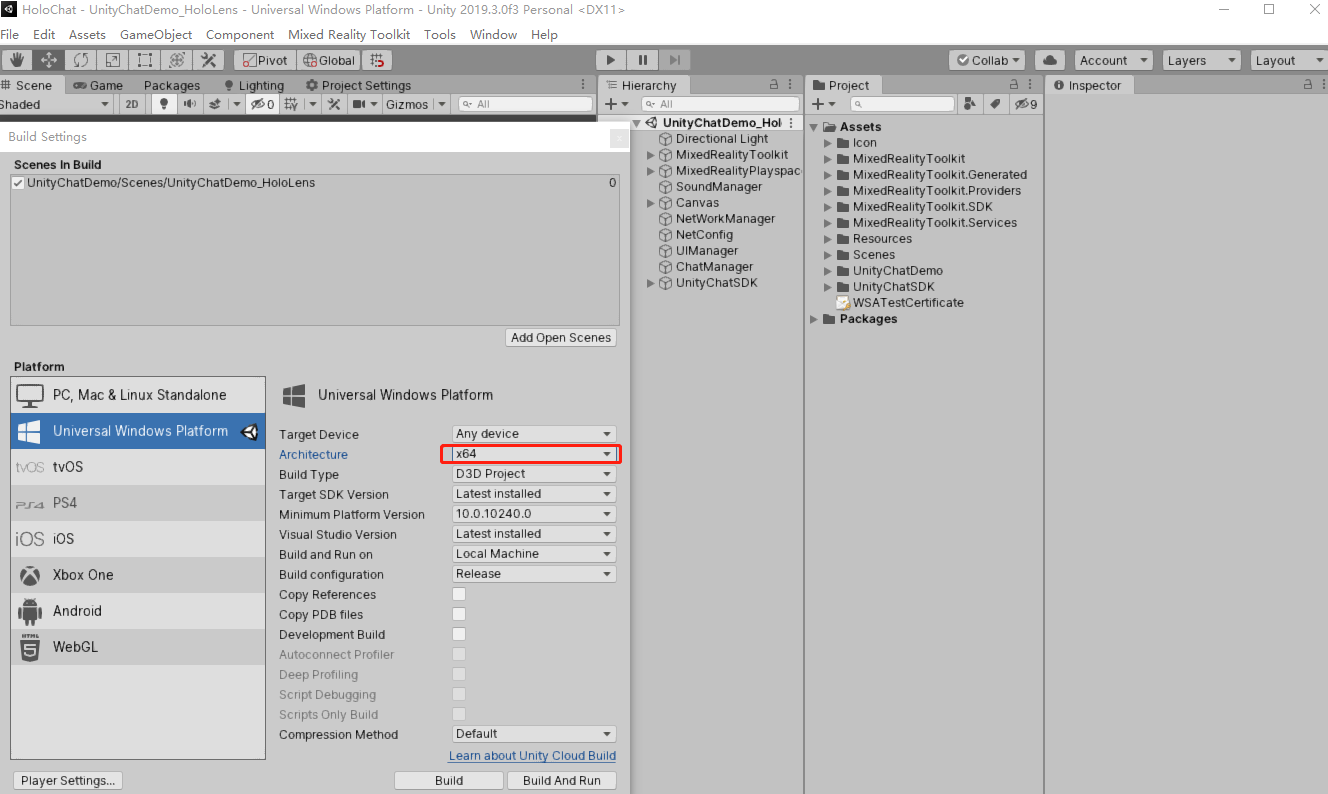 HoloChat - UnityChatDemo_HoloLens - Universal Windows Platform - Unity 2019.3.0f3 Personal <DX11>
File Edit Assets GameObject Component Mixed Reality Toolkit Tools Window Help
Pivot Global Collab Account Layers Layout
Scene Game Packages Lighting Project Settings
Shaded 2D 0 Gizmos All
Build Settings
Scenes In Build
UnityChatDemo/Scenes/UnityChatDemo_HoloLens 0
Add Open Scenes
Platform
PC, Mac & Linux Standalone
Universal Windows Platform
tvOS tvOS
PS4 PS4
iOS iOS
Xbox One
Android
HTML 5 WebGL
Universal Windows Platform
Target Device Any device
Architecture x64
Build Type D3D Project
Target SDK Version Latest installed
Minimum Platform Version 10.0.10240.0
Visual Studio Version Latest installed
Build and Run on Local Machine
Build configuration Release
Copy References
Copy PDB files
Development Build
Autoconnect Profiler
Deep Profiling
Script Debugging
Scripts Only Build
Compression Method Default
Learn about Unity Cloud Build
Player Settings... Build Build And Run
Hierarchy
All
UnityChatDemo_Hol
Directional Light
MixedRealityToolkit
MixedRealityPlayspac
SoundManager
Canvas
NetWorkManager
NetConfig
UIManager
ChatManager
UnityChatSDK
Project
9
Assets
Icon
MixedRealityToolkit
MixedRealityToolkit.Generated
MixedRealityToolkit.Providers
MixedRealityToolkit.SDK
MixedRealityToolkit.Services
Resources
Scenes
UnityChatDemo
UnityChatSDK
WSATestCertificate
Packages
Inspector